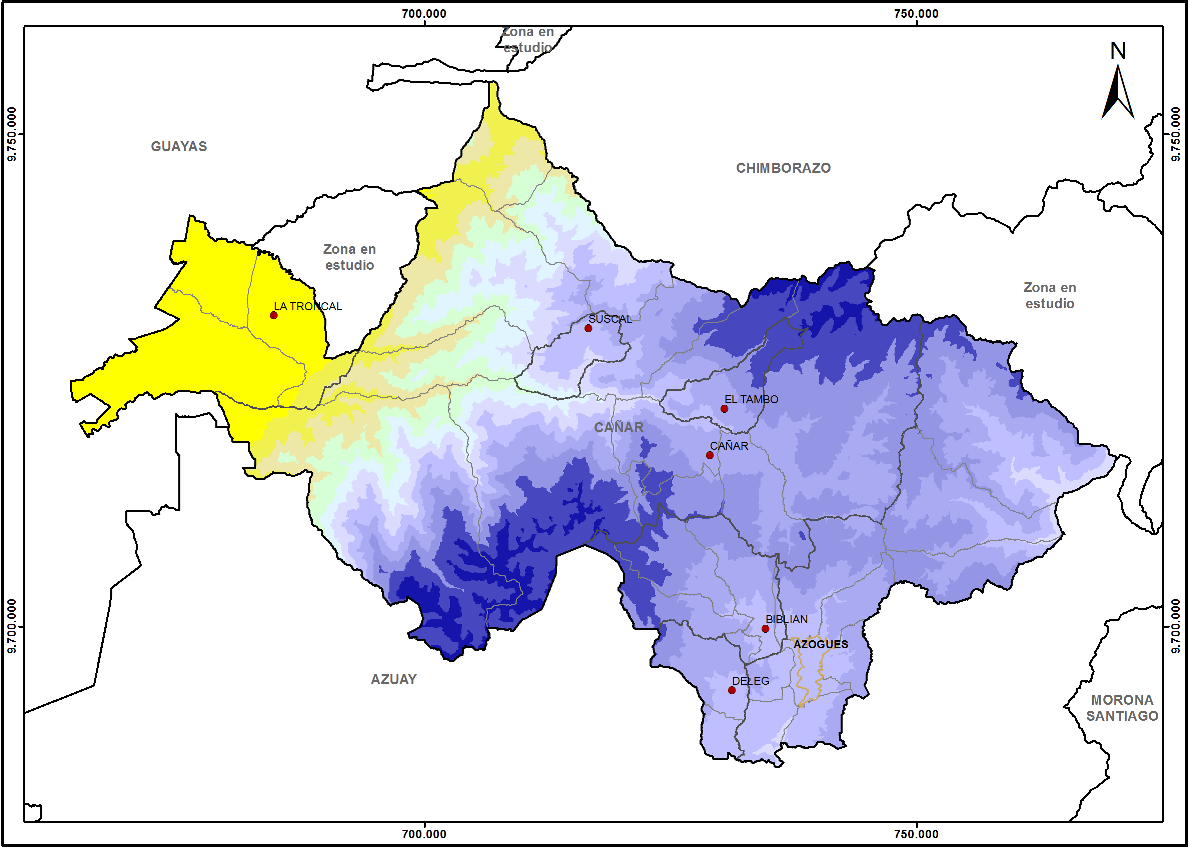 700.000
750.000
Zona en
estudio
N
9.750.000
9.750.000
GUAYAS
CHIMBORAZO
Zona en
estudio
Zona en
estudio
LA TRONCAL
SUSCAL
EL TAMBO
CAÑAR
CAÑAR
9.700.000
9.700.000
BIBLIAN
AZOGUES
AZUAY
DELEG
MORONA
SANTIAGO
700.000
750.000